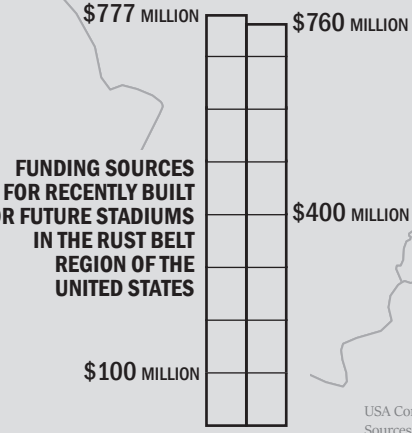 $777 MILLION
$760 MILLION
FUNDING SOURCES
FOR RECENTLY BUILT
OR FUTURE STADIUMS
IN THE RUST BELT
REGION OF THE
UNITED STATES
$400 MILLION
$100 MILLION
USA
Sources